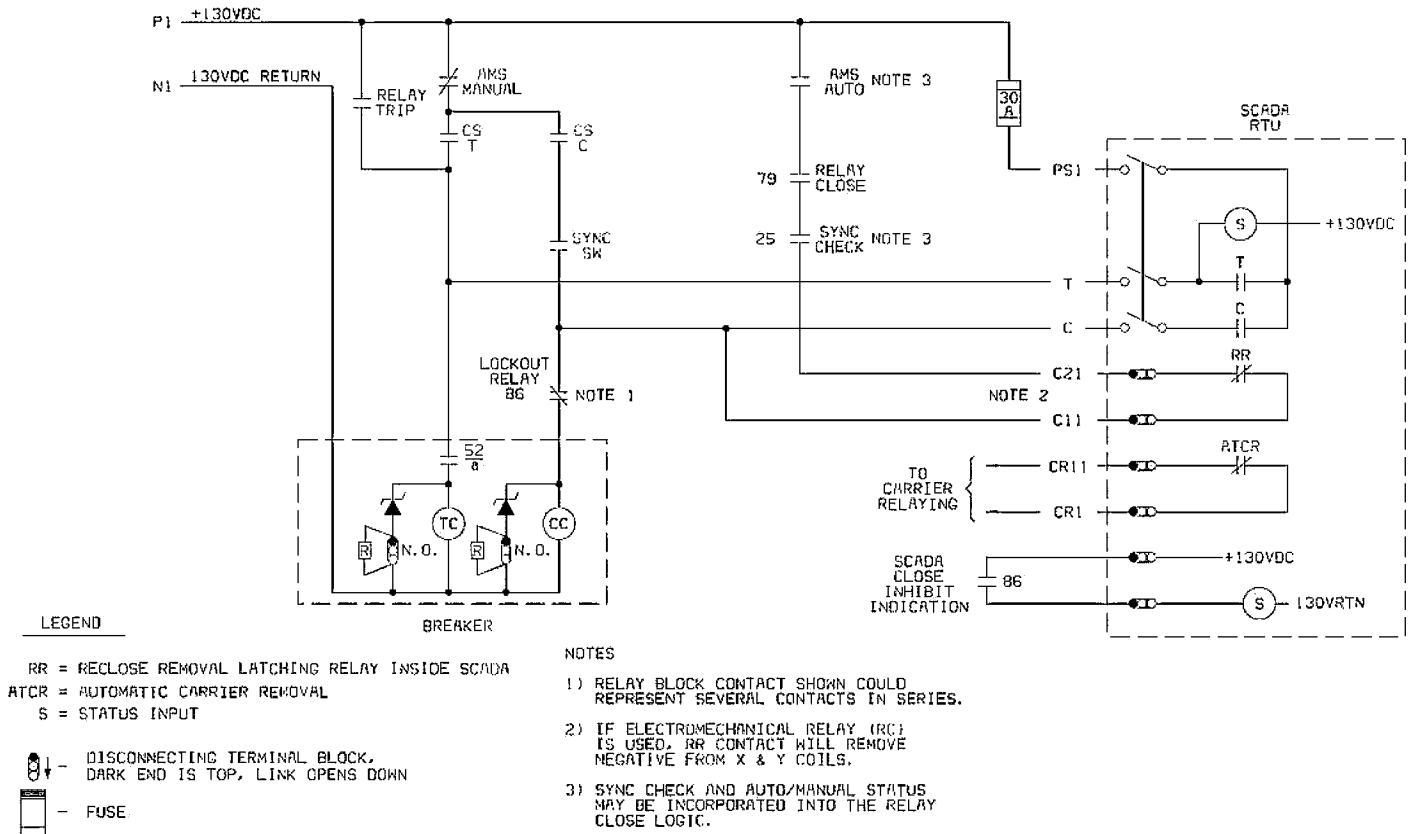 P1 +130VDC
N1 130VDC RETURN
RELAY
TRIP
AMS
MANUAL
CS
T
CS
C
SYNC
SW
AMS
AUTO
NOTE 3
79
RELAY
CLOSE
25
SYNC
CHECK
NOTE 3
30
A
SCADA
RTU
PS1
S
+130VDC
T
T
C
C
LOCKOUT
RELAY
86
NOTE 1
C21
RR
NOTE 2
C11
ATCR
TO
CARRIER
RELAYING
CR11
CR1
52
a
TC
CC
R
N.O.
R
N.O.
BREAKER
SCADA
CLOSE
INHIBIT
INDICATION
86
+130VDC
S
130VRTN
LEGEND
RR = RECLOSE REMOVAL LATCHING RELAY INSIDE SCADA
ATCR = AUTOMATIC CARRIER REMOVAL
S = STATUS INPUT
- DISCONNECTING TERMINAL BLOCK,
DARK END IS TOP, LINK OPENS DOWN
- FUSE
NOTES
1) RELAY BLOCK CONTACT SHOWN COULD
REPRESENT SEVERAL CONTACTS IN SERIES.
2) IF ELECTROMECHANICAL RELAY (RC)
IS USED, RR CONTACT WILL REMOVE
NEGATIVE FROM X & Y COILS.
3) SYNC CHECK AND AUTO/MANUAL STATUS
MAY BE INCORPORATED INTO THE RELAY
CLOSE LOGIC.